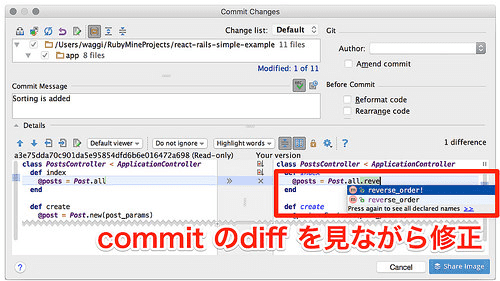 Commit Changes
Change list: Default
Git
/Users/waggi/RubyMineProjects/react-rails-simple-example 11 files
app 8 files
Author:
Amend commit
Modified: 1 of 11
Commit Message
Sorting is added
Before Commit
Reformat code
Rearrange code
Details
Default viewer
Do not ignore
Highlight words
1 difference
a3e75dda70c901da5e95854dfd6b6e016472a698 (Read-only)
Your version
class PostsController < ApplicationController
def index
@posts = Post.all
end
def create
@post = Post.new(post_params)
class PostsController < ApplicationController
def index
@posts = Post.all.reve
end
def create
reverse_order!
reverse_order
Press again to see all declared names >>
commit のdiff を見ながら修正
Cancel
Share Image